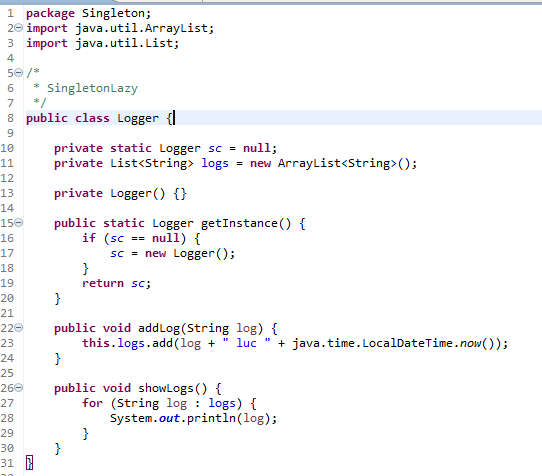 1 package Singleton;
2 import java.util.ArrayList;
3 import java.util.List;
4
5 /*
6  * SingletonLazy
7  */
8 public class Logger {
9
10     private static Logger sc = null;
11     private List<String> logs = new ArrayList<String>();
12
13     private Logger() {}
14
15     public static Logger getInstance() {
16         if (sc == null) {
17             sc = new Logger();
18         }
19         return sc;
20     }
21
22     public void addLog(String log) {
23         this.logs.add(log + " luc " + java.time.LocalDateTime.now());
24     }
25
26     public void showLogs() {
27         for (String log : logs) {
28             System.out.println(log);
29         }
30     }
31 }